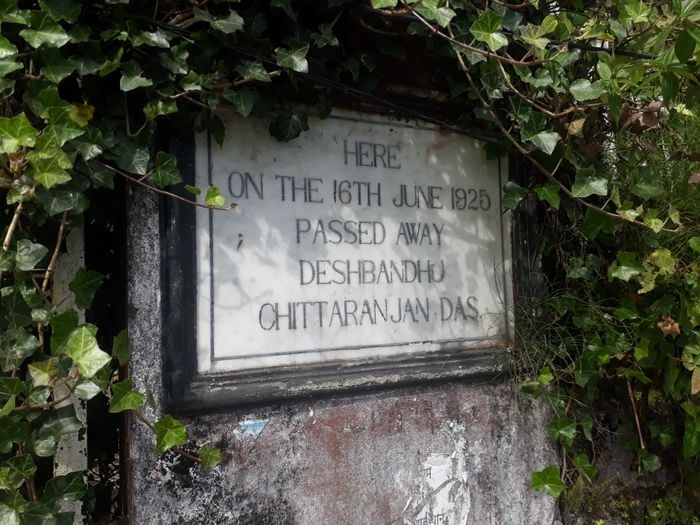 HERE
ON THE 16TH JUNE 1925
PASSED AWAY
DESHBANDHU
CHITTARANJAN DAS